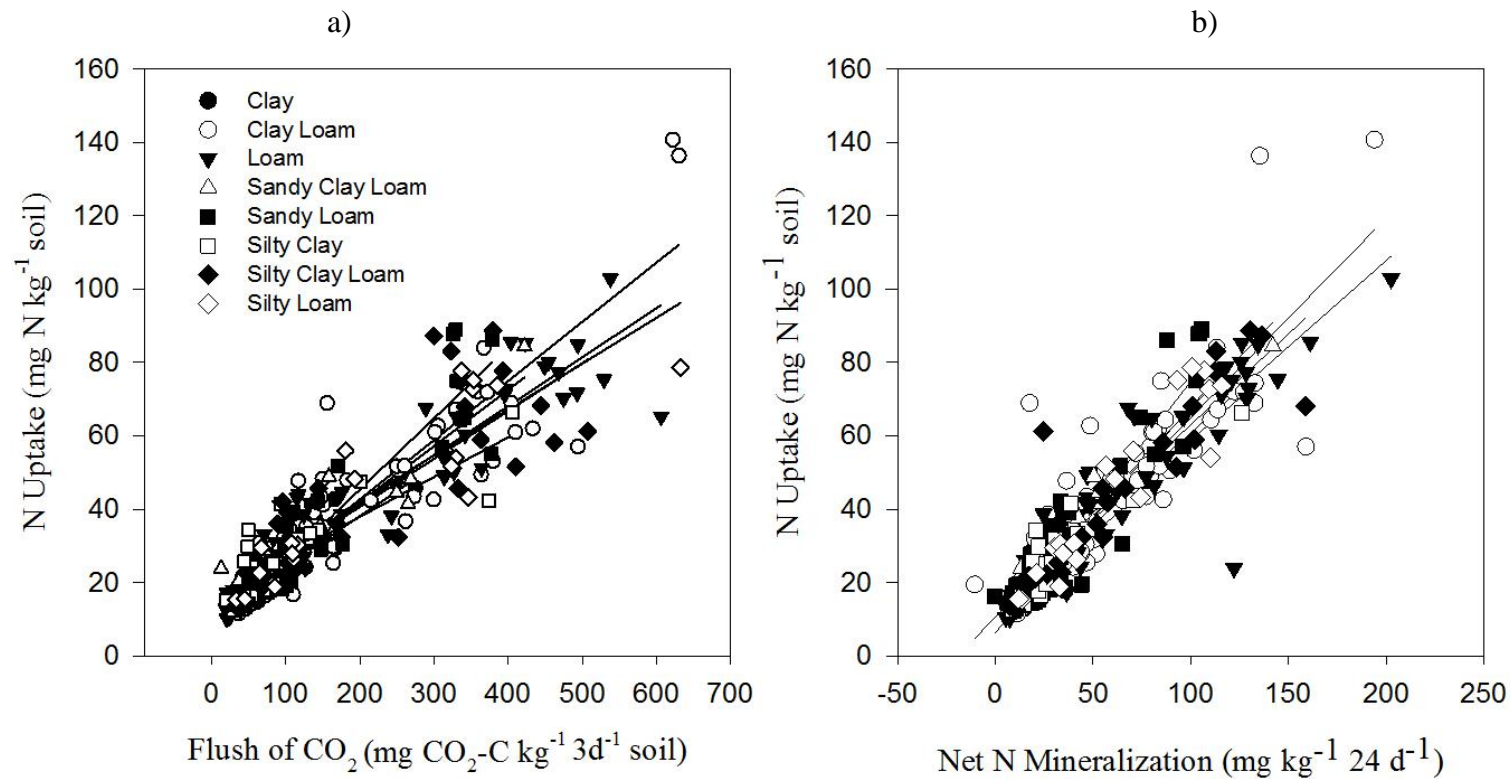 a)
b)
160
140
120
100
80
60
40
20
0
N Uptake (mg N kg⁻¹ soil)
Clay
Clay Loam
Loam
Sandy Clay Loam
Sandy Loam
Silty Clay
Silty Clay Loam
Silty Loam
0 100 200 300 400 500 600 700
Flush of CO₂ (mg CO₂-C kg⁻¹ 3d⁻¹ soil)
160
140
120
100
80
60
40
20
0
N Uptake (mg N kg⁻¹ soil)
-50 0 50 100 150 200 250
Net N Mineralization (mg kg⁻¹ 24 d⁻¹)